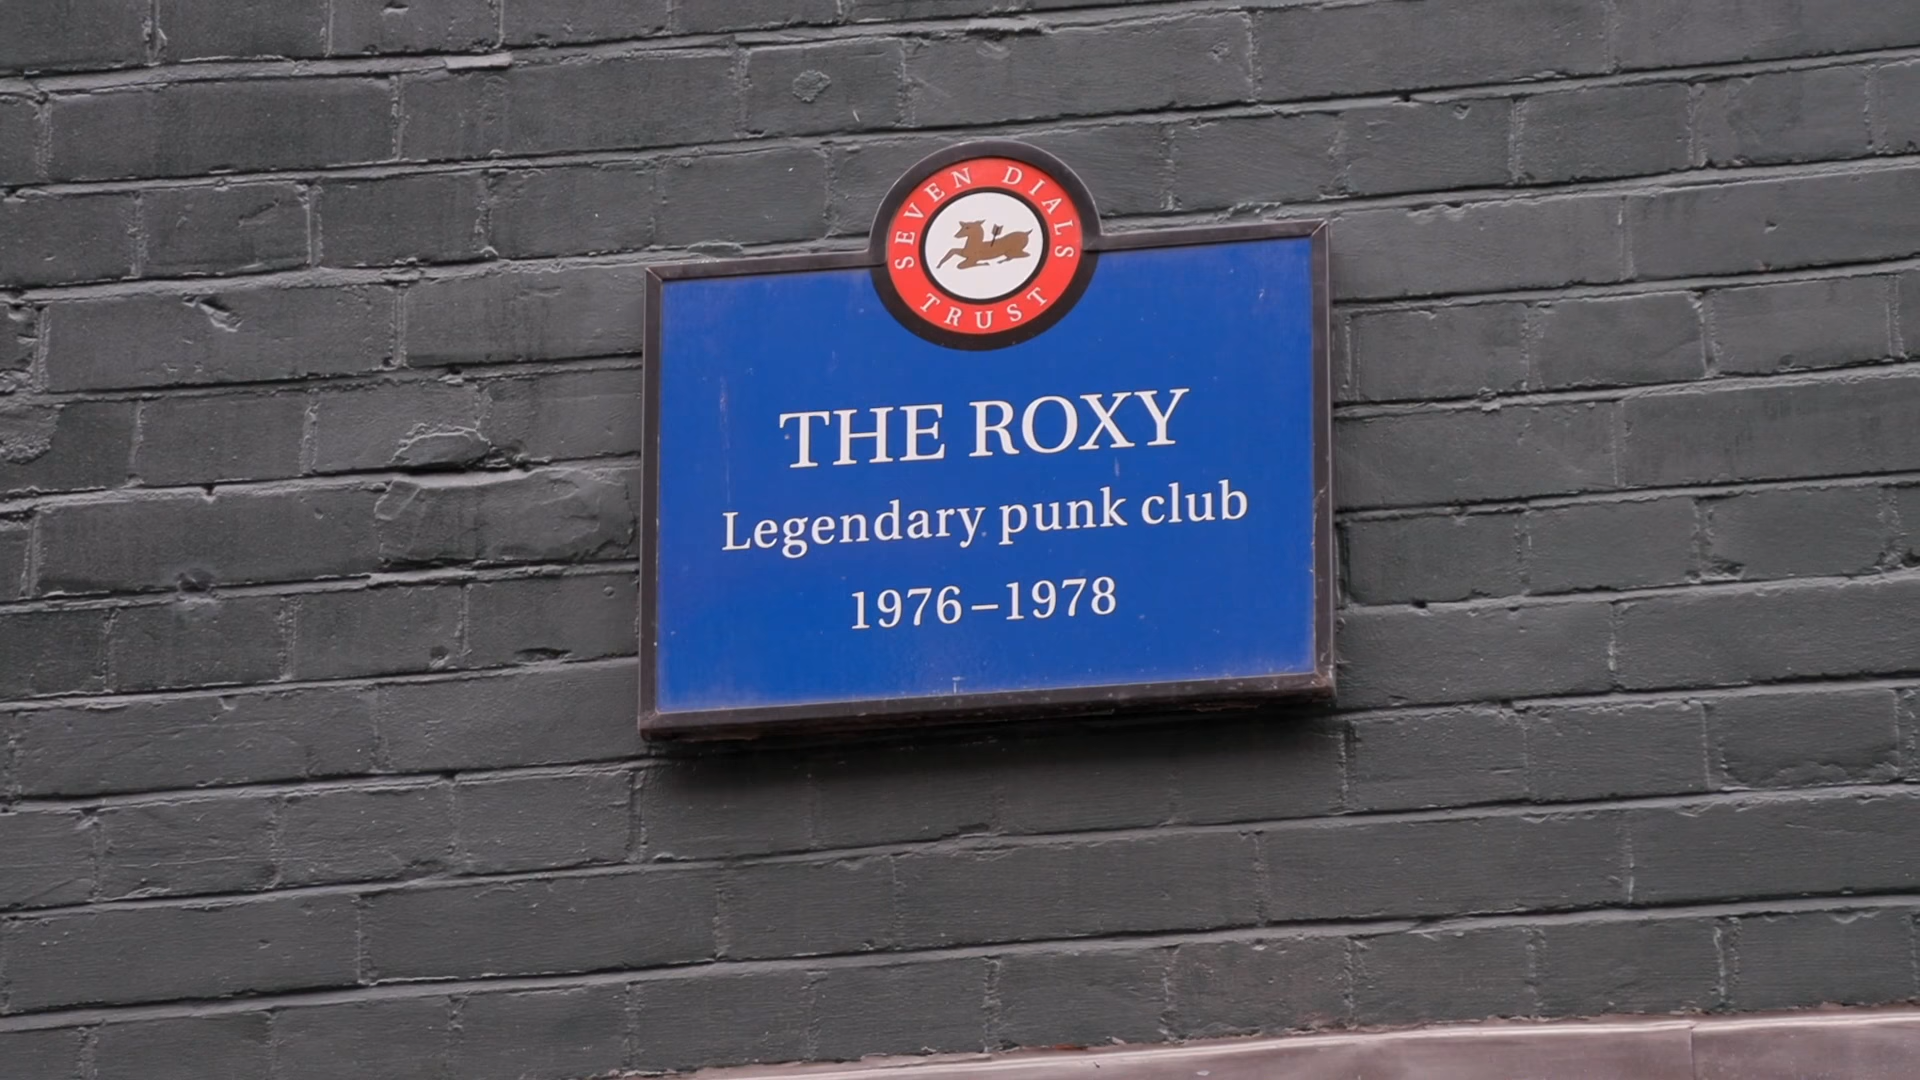 SEVEN DIALS
TRUST
THE ROXY
Legendary punk club
1976–1978